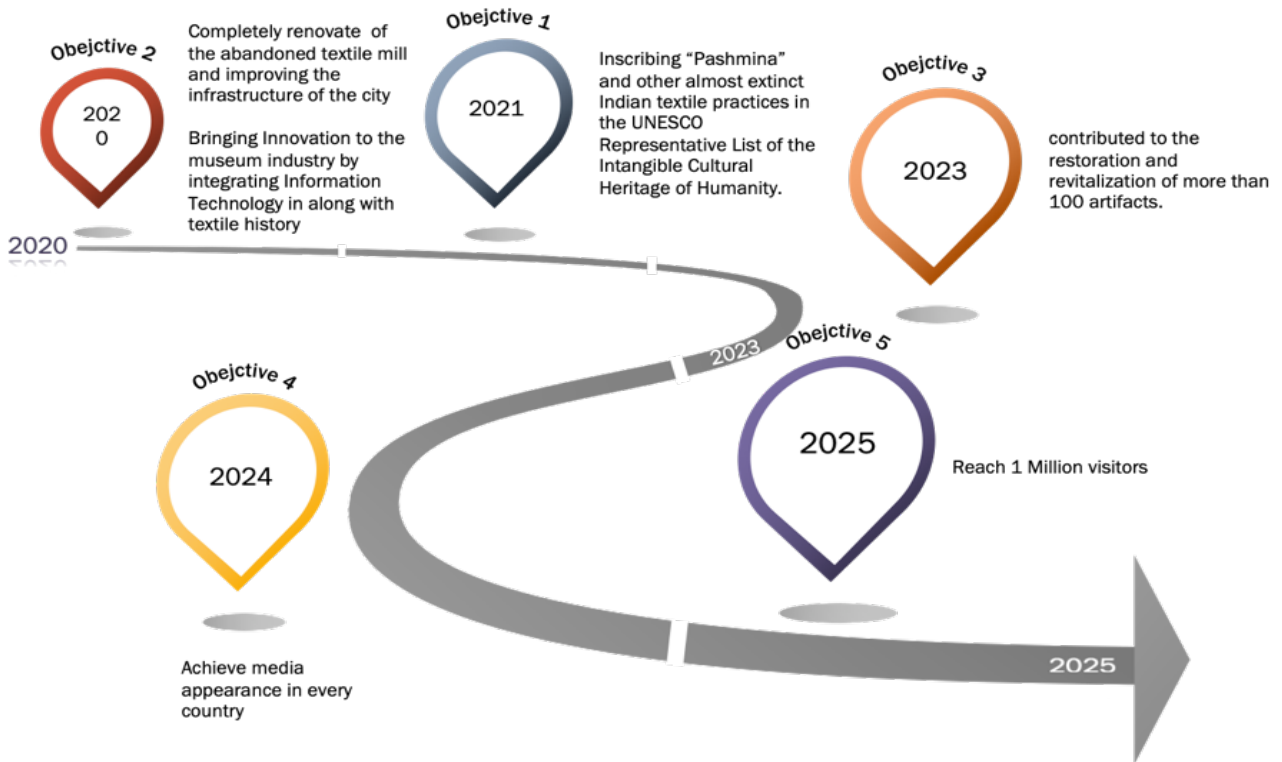 Obejctive 2
202
0
Completely renovate of
the abandoned textile mill
and improving the
infrastructure of the city
Bringing Innovation to the
museum industry by
integrating Information
Technology in along with
textile history
Obejctive 1
2021
Inscribing “Pashmina”
and other almost extinct
Indian textile practices in
the UNESCO
Representative List of the
Intangible Cultural
Heritage of Humanity.
Obejctive 3
2023
contributed to the
restoration and
revitalization of more than
100 artifacts.
2020
2023
Obejctive 4
2024
Achieve media
appearance in every
country
Obejctive 5
2025
Reach 1 Million visitors
2025